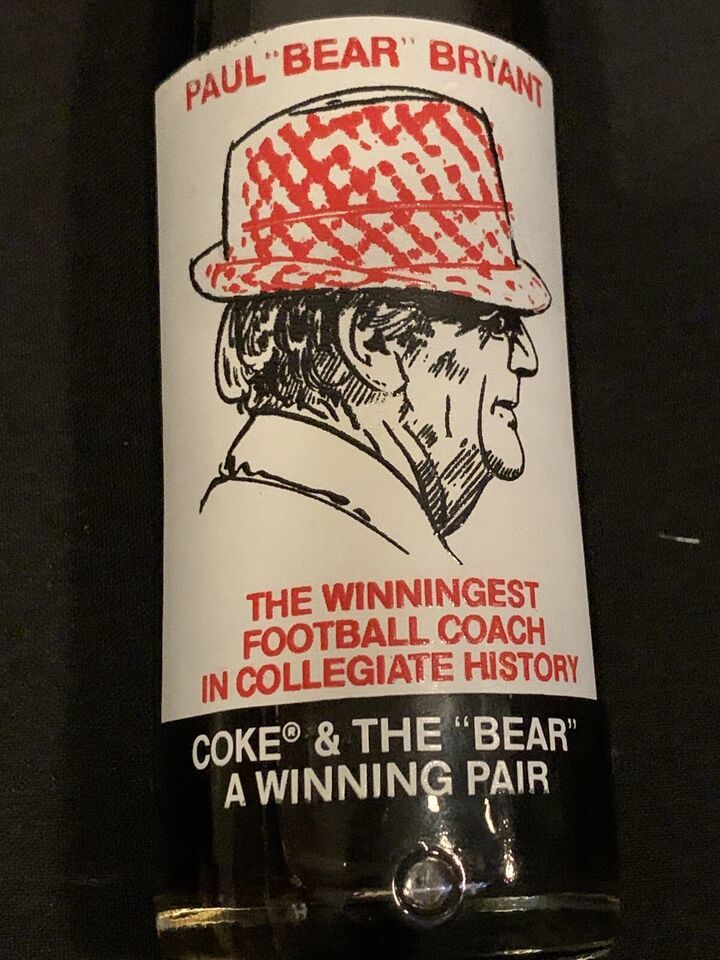 PAUL "BEAR" BRYANT
THE WINNINGEST
FOOTBALL COACH
IN COLLEGIATE HISTORY
COKE® & THE "BEAR"
A WINNING PAIR